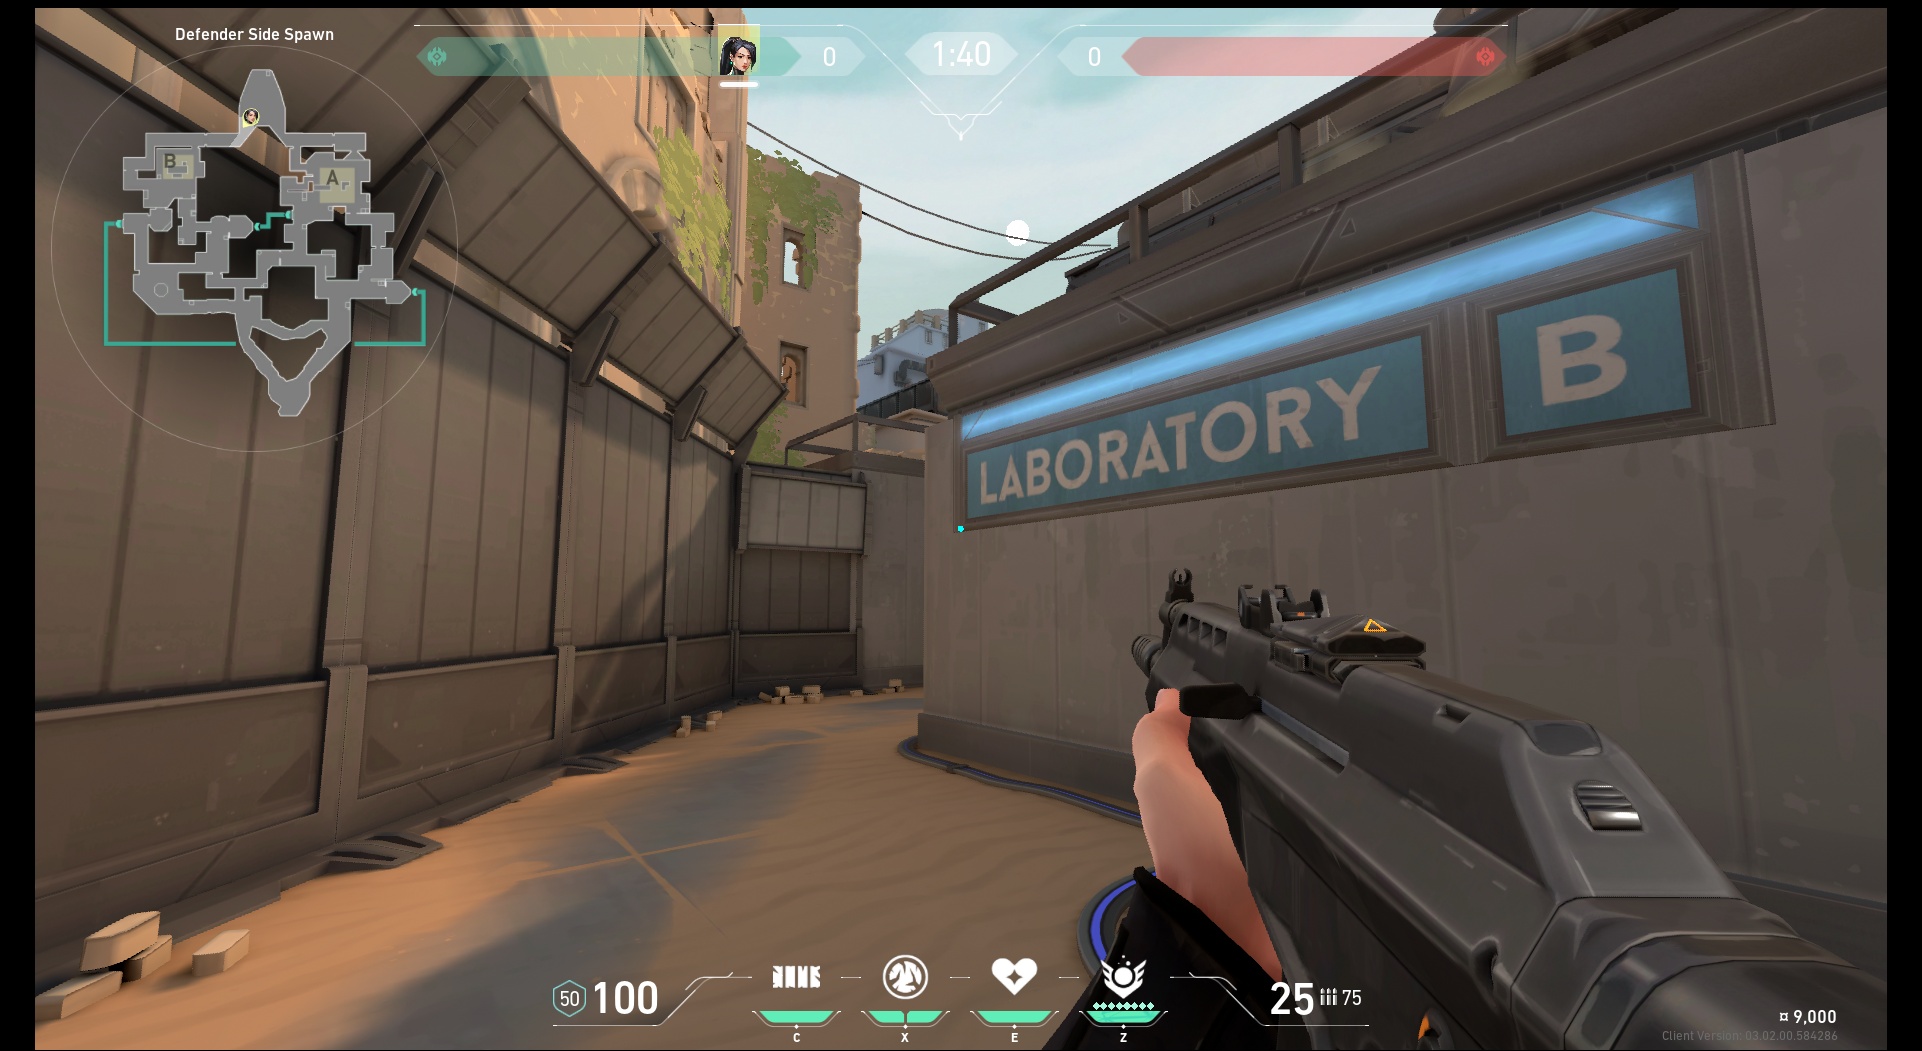 Defender Side Spawn
0
1:40
0
B
A
LABORATORY B
50 100
25 75
C X E Z
¤ 9,000
Client Version: 03.02.00.584286